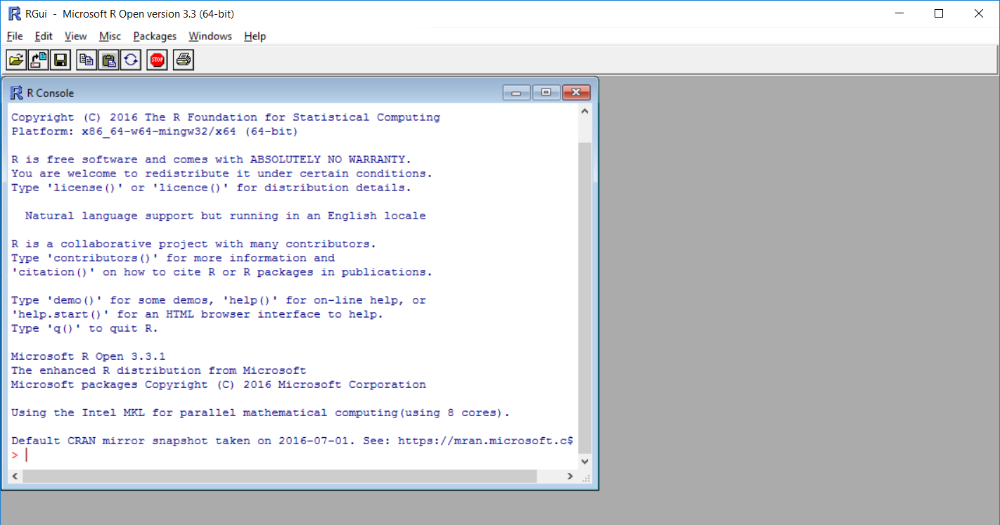 RGui - Microsoft R Open version 3.3 (64-bit)
File Edit View Misc Packages Windows Help
STOP
R Console
Copyright (C) 2016 The R Foundation for Statistical Computing
Platform: x86_64-w64-mingw32/x64 (64-bit)
R is free software and comes with ABSOLUTELY NO WARRANTY.
You are welcome to redistribute it under certain conditions.
Type 'license()' or 'licence()' for distribution details.
Natural language support but running in an English locale
R is a collaborative project with many contributors.
Type 'contributors()' for more information and
'citation()' on how to cite R or R packages in publications.
Type 'demo()' for some demos, 'help()' for on-line help, or
'help.start()' for an HTML browser interface to help.
Type 'q()' to quit R.
Microsoft R Open 3.3.1
The enhanced R distribution from Microsoft
Microsoft packages Copyright (C) 2016 Microsoft Corporation
Using the Intel MKL for parallel mathematical computing(using 8 cores).
Default CRAN mirror snapshot taken on 2016-07-01. See: https://mran.microsoft.c$
>